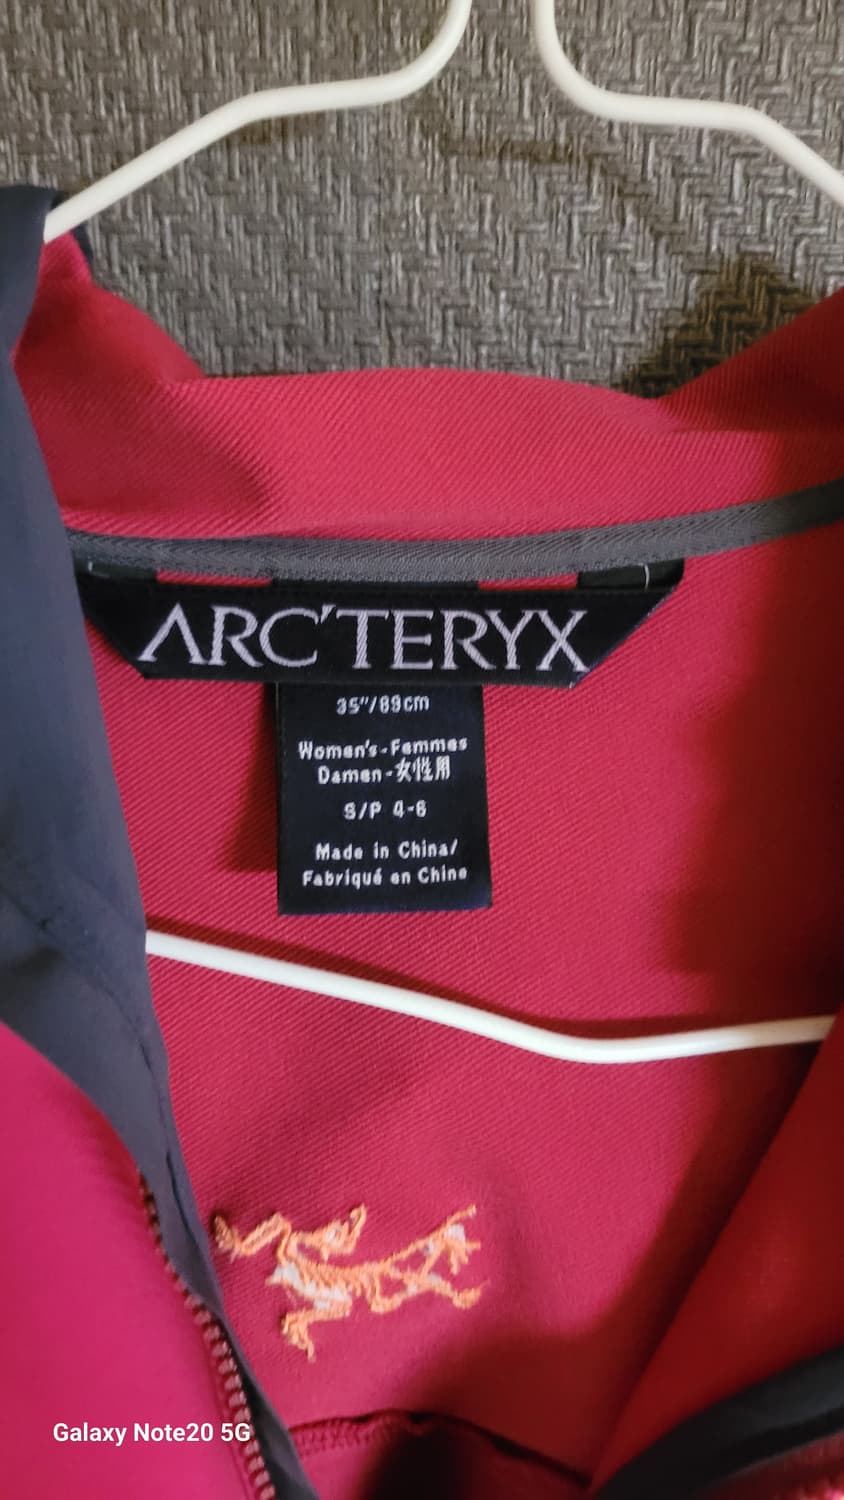 ARC'TERYX
35"/89cm
Women's-Femmes
Damen-女性用
S/P 4-6
Made in China/
Fabriqué en Chine
Galaxy Note20 5G